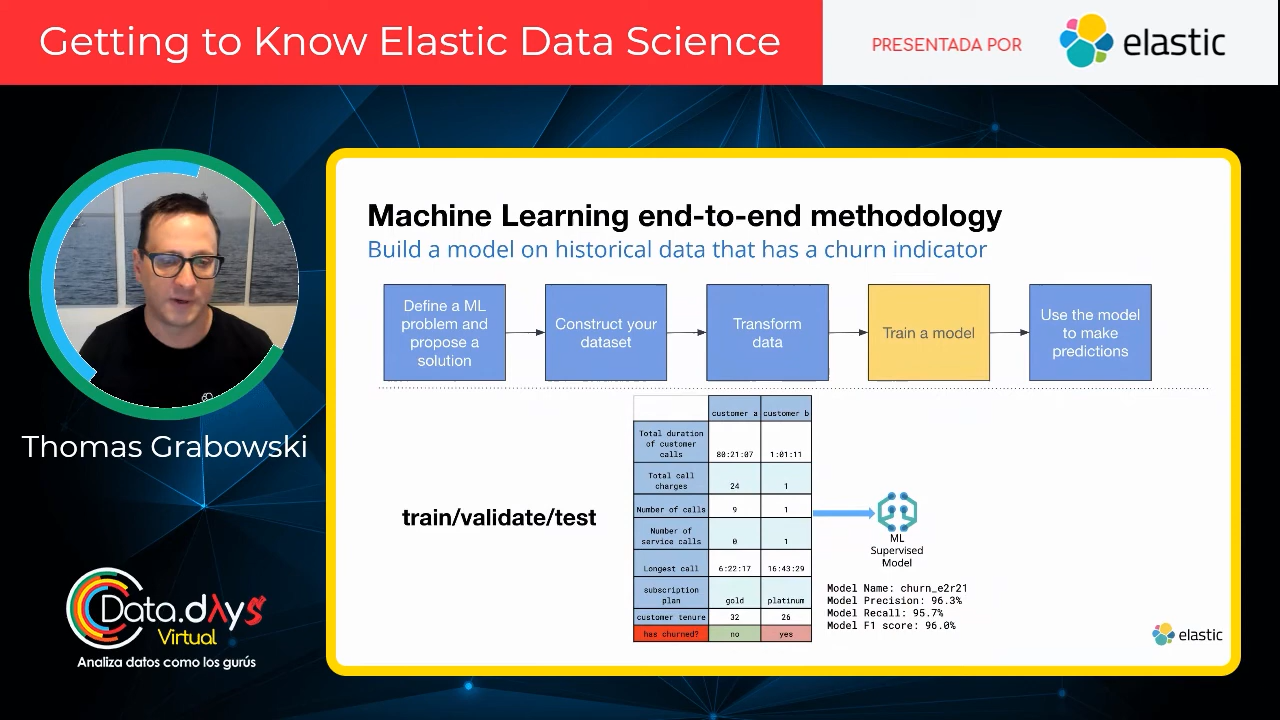 Getting to Know Elastic Data Science
PRESENTADA POR
elastic
Machine Learning end-to-end methodology
Build a model on historical data that has a churn indicator
Define a ML
problem and
propose a
solution
Construct your
dataset
Transform
data
Train a model
Use the model
to make
predictions
customer a customer b
Total duration
of customer
calls
80:21:07 1:01:11
Total call
charges
24 1
Number of calls 9 1
Number of
service calls
0 1
Longest call 6:22:17 16:43:29
subscription
plan
gold platinum
customer tenure 32 26
has churned? no yes
train/validate/test
ML
Supervised
Model
Model Name: churn_e2r21
Model Precision: 96.3%
Model Recall: 95.7%
Model F1 score: 96.0%
elastic
Thomas Grabowski
Data.dλys
Virtual
Analiza datos como los gurús